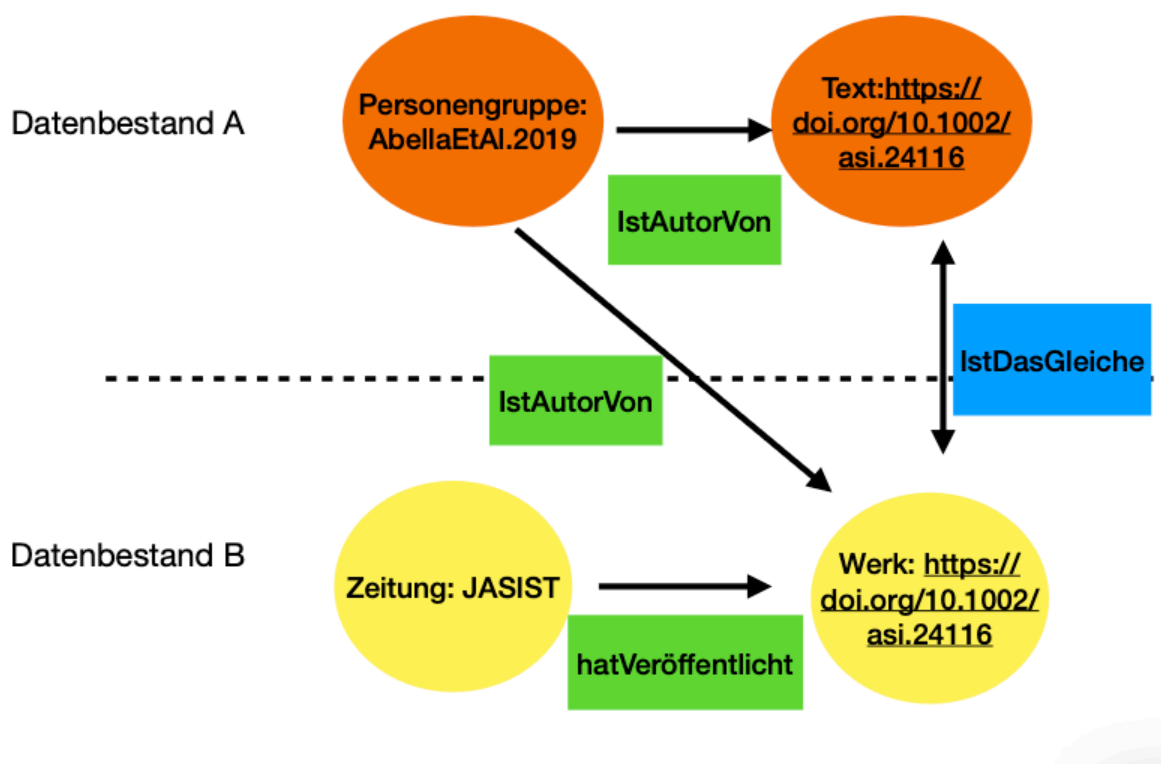 Datenbestand A
Personengruppe:
AbellaEtAl.2019
Text:https://
doi.org/10.1002/
asi.24116
IstAutorVon
IstDasGleiche
IstAutorVon
Datenbestand B
Zeitung: JASIST
Werk: https://
doi.org/10.1002/
asi.24116
hatVeröffentlicht